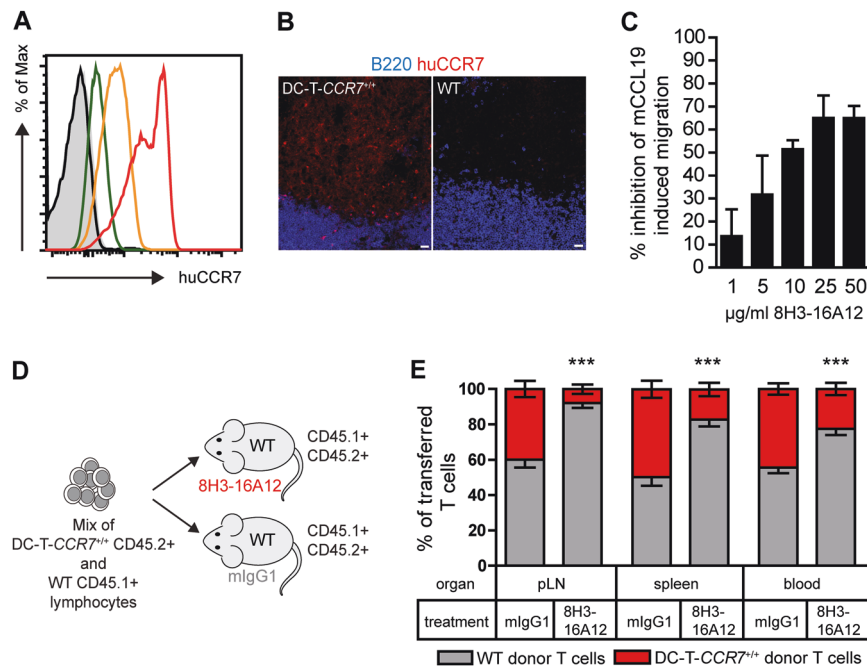 A
% of Max
huCCR7
B
B220 huCCR7
DC-T-CCR7+/+
WT
C
% inhibition of mCCL19
induced migration
100
90
80
70
60
50
40
30
20
10
0
1 5 10 25 50
µg/ml 8H3-16A12
D
Mix of
DC-T-CCR7+/+ CD45.2+
and
WT CD45.1+
lymphocytes
WT
8H3-16A12
CD45.1+
CD45.2+
WT
mIgG1
CD45.1+
CD45.2+
E
% of transferred
T cells
100
80
60
40
20
0
*** *** ***
organ pLN spleen blood
treatment mIgG1 8H3-16A12 mIgG1 8H3-16A12 mIgG1 8H3-16A12
WT donor T cells DC-T-CCR7+/+ donor T cells